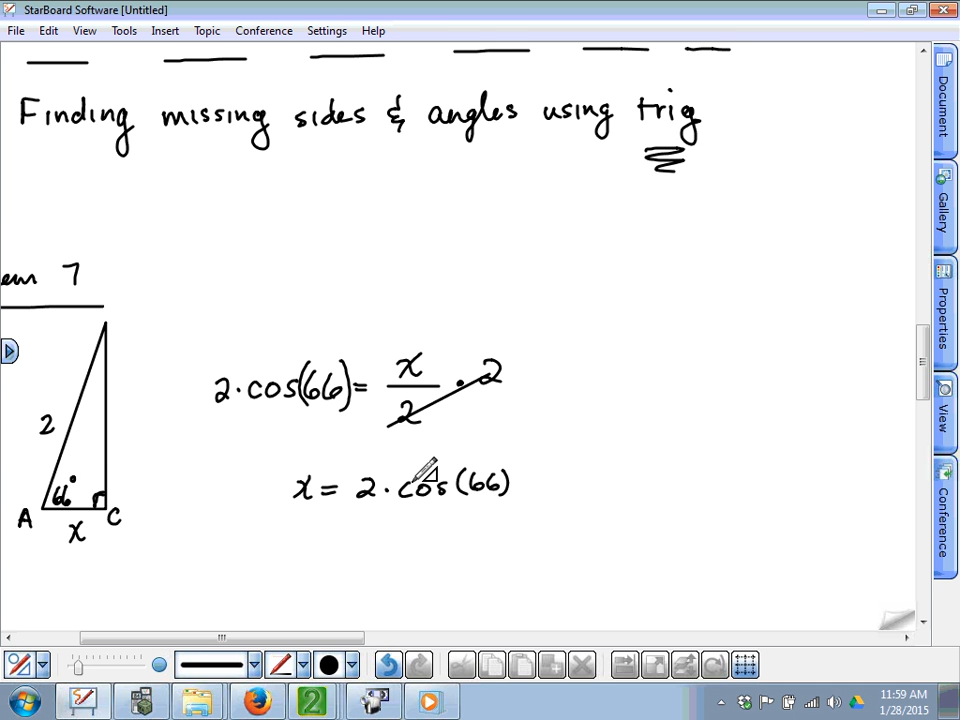 StarBoard Software [Untitled]
File Edit View Tools Insert Topic Conference Settings Help
Finding missing sides & angles using trig
em 7
2·cos(66)= x/2 · 2
2
x = 2·cos(66)
66°
A C
x
Document
Gallery
Properties
View
Conference
2
11:59 AM
1/28/2015